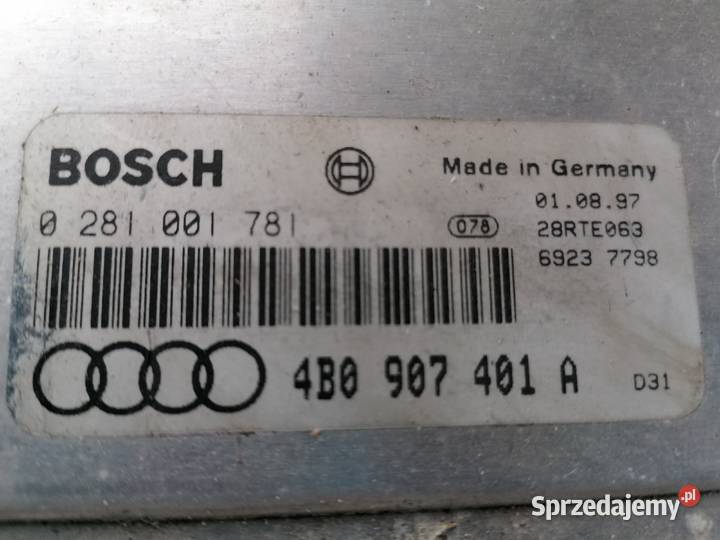 BOSCH
Made in Germany
01.08.97
0 281 001 781
078
28RTE063
6923 7798
4B0 907 401 A
D31
Sprzedajemy.pl